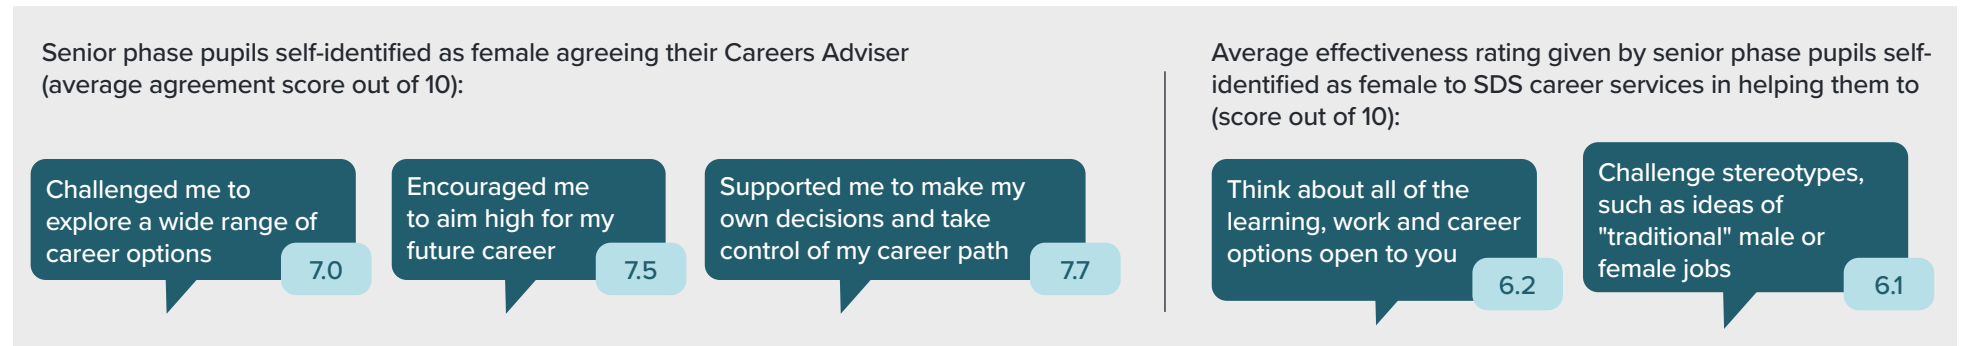 Senior phase pupils self-identified as female agreeing their Careers Adviser
(average agreement score out of 10):
Challenged me to
explore a wide range of
career options
7.0
Encouraged me
to aim high for my
future career
7.5
Supported me to make my
own decisions and take
control of my career path
7.7
Average effectiveness rating given by senior phase pupils self-
identified as female to SDS career services in helping them to
(score out of 10):
Think about all of the
learning, work and career
options open to you
6.2
Challenge stereotypes,
such as ideas of
"traditional" male or
female jobs
6.1